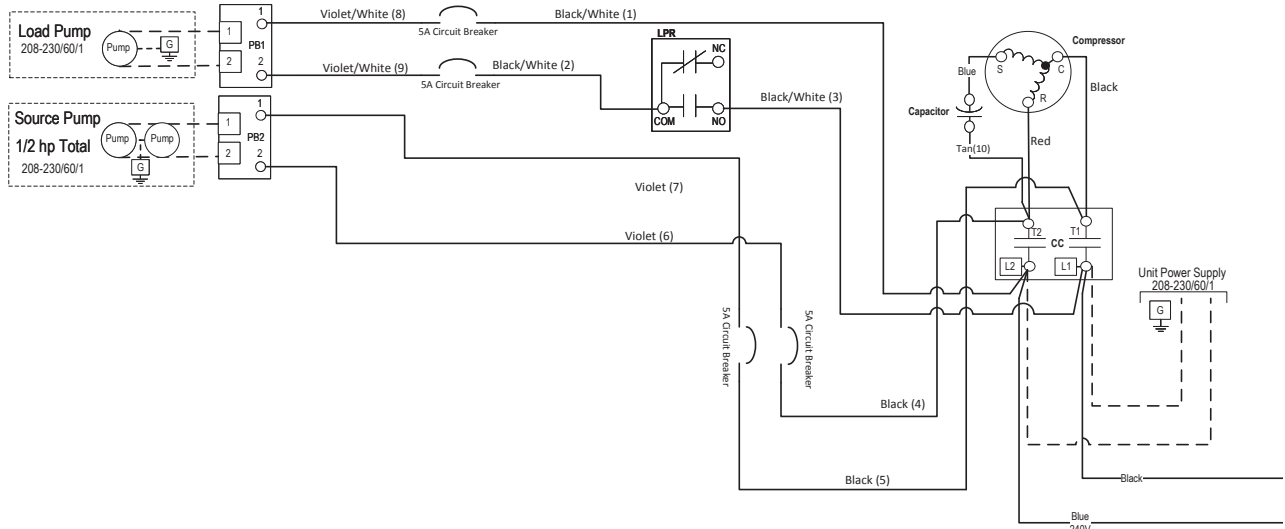 Load Pump
208-230/60/1
Pump
G
1
2
1
PB1
2
Violet/White (8)
5A Circuit Breaker
Black/White (1)
Violet/White (9)
5A Circuit Breaker
Black/White (2)
LPR
NC
COM
NO
Black/White (3)
Source Pump
1/2 hp Total
208-230/60/1
Pump
Pump
G
1
2
1
PB2
2
Violet (7)
Violet (6)
5A Circuit Breaker
5A Circuit Breaker
Black (4)
Black (5)
Compressor
S
C
R
Blue
Black
Capacitor
Tan(10)
Red
T2
T1
CC
L2
L1
Unit Power Supply
208-230/60/1
G
Black
Blue
240V